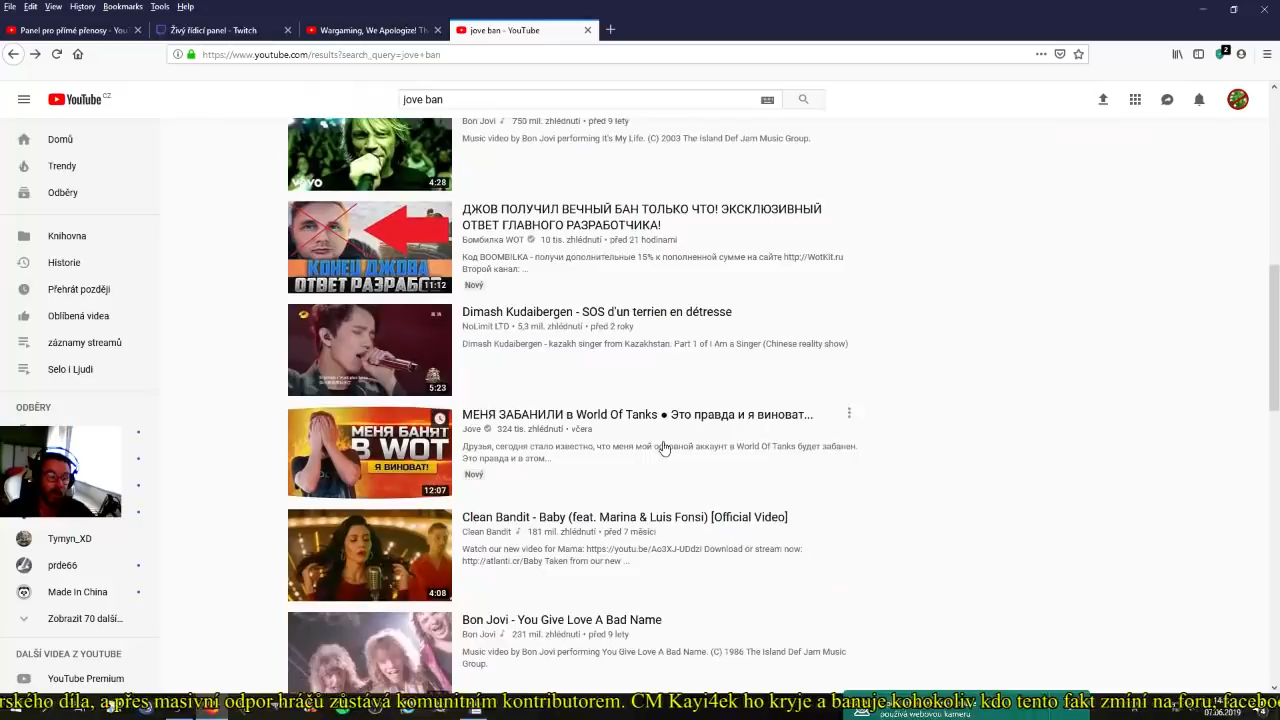 File Edit View History Bookmarks Tools Help
Panel pro přímé přenosy - You
Živý řídicí panel - Twitch
Wargaming, We Apologize! Th
jove ban - YouTube
https://www.youtube.com/results?search_query=jove+ban
2
YouTube CZ
jove ban
Domů
Trendy
Odběry
Knihovna
Historie
Přehrát později
Oblíbená videa
záznamy streamů
Selo i Ljudi
ODBĚRY
Tymyn_XD
prde66
Made In China
Zobrazit 70 další...
DALŠÍ VIDEA Z YOUTUBE
YouTube Premium
Bon Jovi 750 mil. zhlédnutí • před 9 lety
Music video by Bon Jovi performing It's My Life. (C) 2003 The Island Def Jam Music Group.
vevo
4:28
ДЖОВ ПОЛУЧИЛ ВЕЧНЫЙ БАН ТОЛЬКО ЧТО! ЭКСКЛЮЗИВНЫЙ
ОТВЕТ ГЛАВНОГО РАЗРАБОТЧИКА!
Бомбилка WOT 10 tis. zhlédnutí • před 21 hodinami
Код BOOMBILKA - получи дополнительные 15% к пополненной сумме на сайте http://WotKit.ru
Второй канал: ...
Nový
КОНЕЦ ДЖОВА
ОТВЕТ РАЗРАБО
11:12
Dimash Kudaibergen - SOS d'un terrien en détresse
NoLimit LTD • 5,3 mil. zhlédnutí • před 2 roky
Dimash Kudaibergen - kazakh singer from Kazakhstan. Part 1 of I Am a Singer (Chinese reality show)
5:23
МЕНЯ ЗАБАНИЛИ в World Of Tanks ● Это правда и я виноват...
Jove 324 tis. zhlédnutí • včera
Друзья, сегодня стало известно, что меня мой основной аккаунт в World Of Tanks будет забанен.
Это правда и в этом...
Nový
МЕНЯ БАНЯТ
В WOT
Я ВИНОВАТ!
12:07
Clean Bandit - Baby (feat. Marina & Luis Fonsi) [Official Video]
Clean Bandit 181 mil. zhlédnutí • před 7 měsíci
Watch our new video for Mama: https://youtu.be/Ao3XJ-UDdzI Download or stream now:
http://atlanti.cr/Baby Taken from our new ...
4:08
Bon Jovi - You Give Love A Bad Name
Bon Jovi 231 mil. zhlédnutí • před 9 lety
Music video by Bon Jovi performing You Give Love A Bad Name. (C) 1986 The Island Def Jam Music
Group.
rského díla, a přes masivní odpor hráčů zůstává komunitním kontributorem. CM Kayi4ek ho kryje a banuje kohokoliv kdo tento fakt zmíní na foru, facebo
používá webovou kameru
07.06.2019